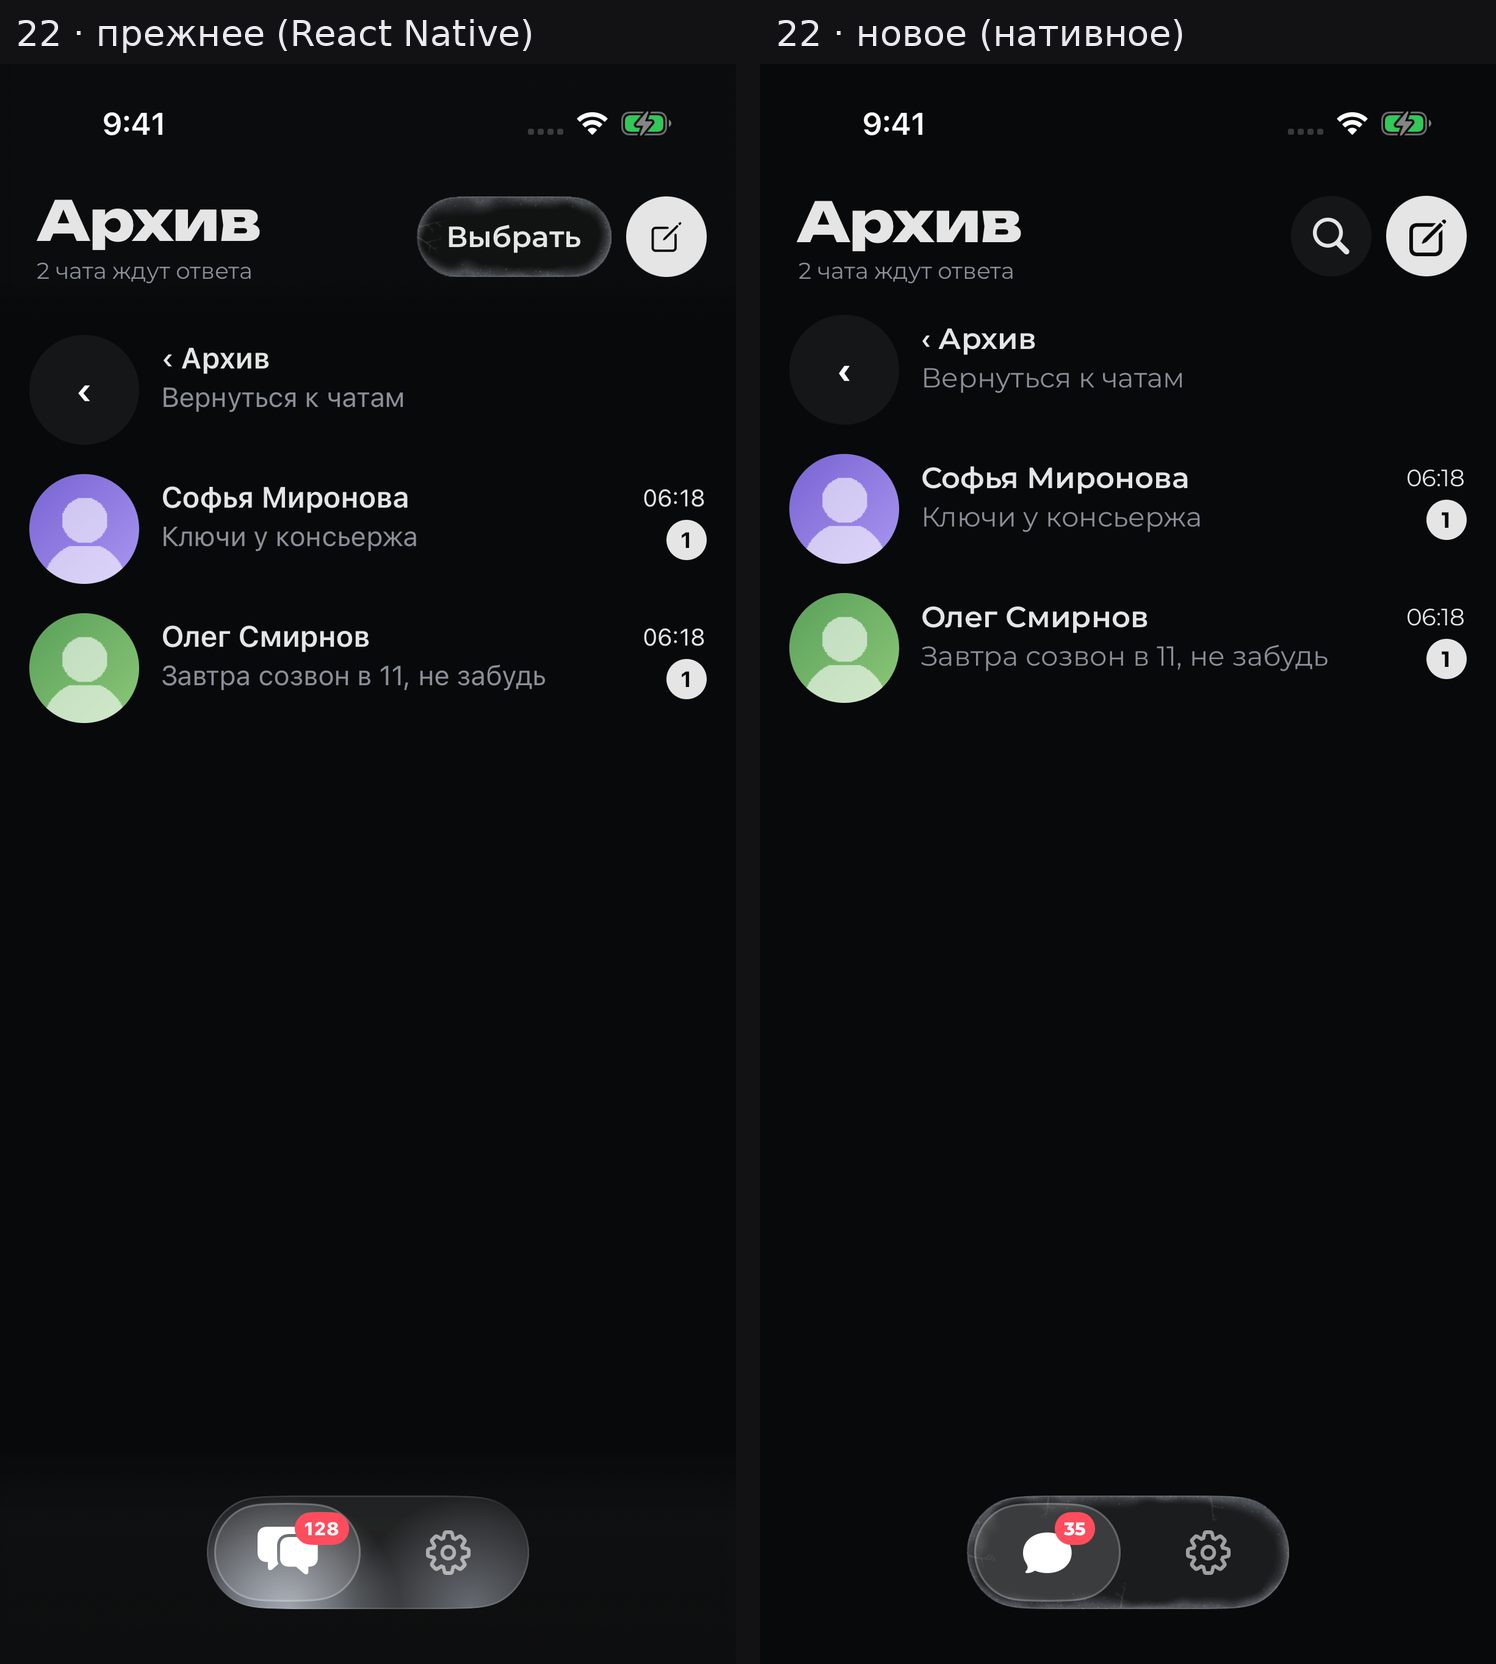 22 · прежнее (React Native)
9:41
Архив
2 чата ждут ответа
Выбрать
‹
‹ Архив
Вернуться к чатам
Софья Миронова
06:18
Ключи у консьержа
1
Олег Смирнов
06:18
Завтра созвон в 11, не забудь
1
128
22 · новое (нативное)
9:41
Архив
2 чата ждут ответа
‹
‹ Архив
Вернуться к чатам
Софья Миронова
06:18
Ключи у консьержа
1
Олег Смирнов
06:18
Завтра созвон в 11, не забудь
1
35